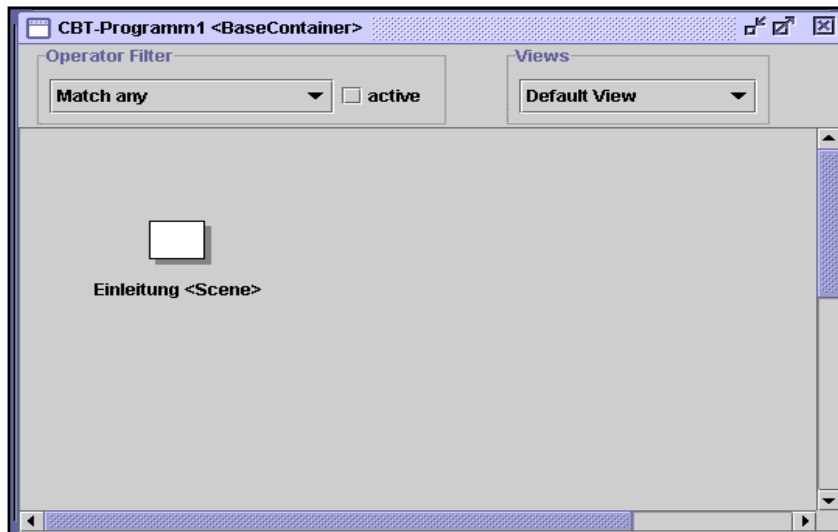 CBT-Programm1 <BaseContainer>
Operator Filter
Views
Match any
active
Default View
Einleitung <Scene>